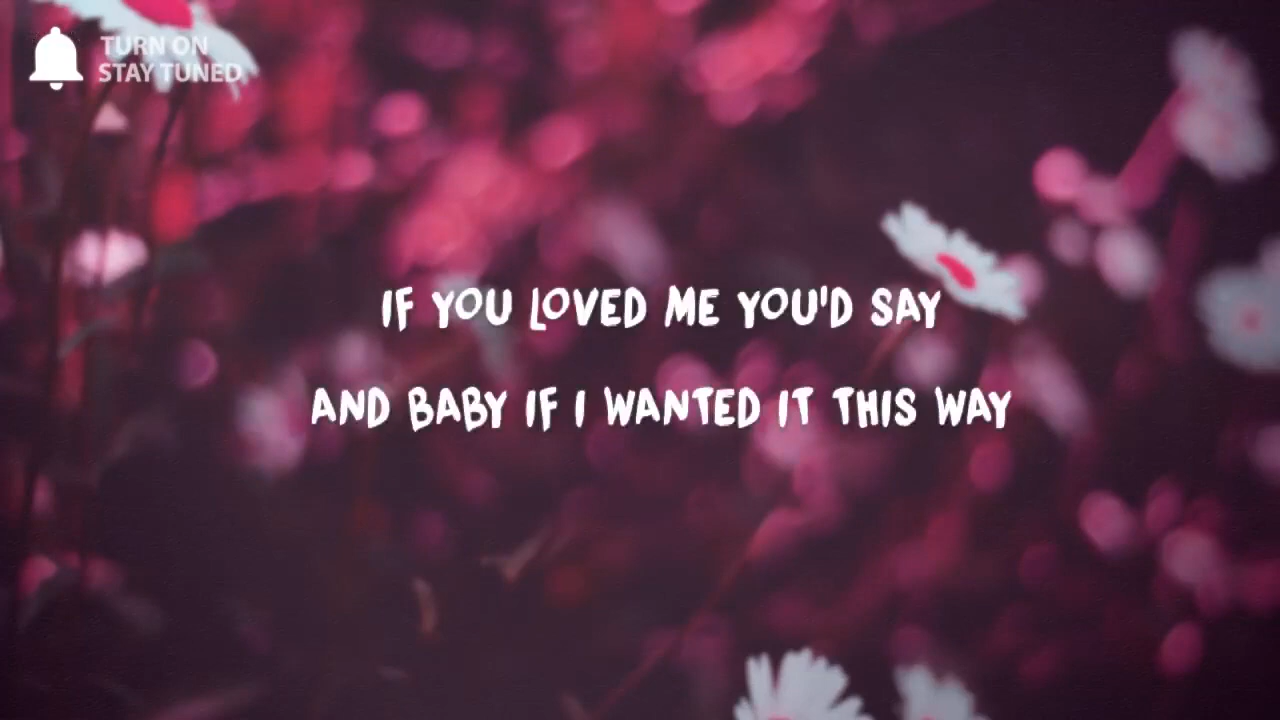 TURN ON
STAY TUNED
IF YOU LOVED ME YOU'D SAY
AND BABY IF I WANTED IT THIS WAY